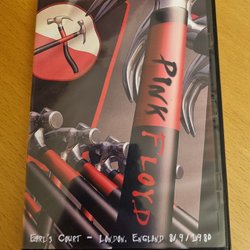 PINK FLOYD
EARL'S COURT - LONDON, ENGLAND 8/9/1980